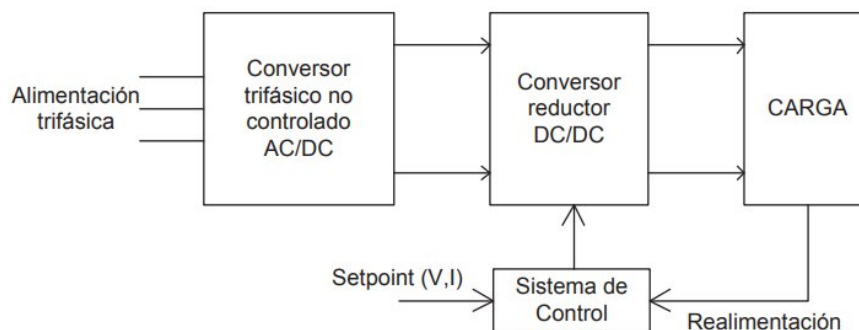 Alimentación
trifásica
Conversor
trifásico no
controlado
AC/DC
Conversor
reductor
DC/DC
CARGA
Setpoint (V,I)
Sistema de
Control
Realimentación